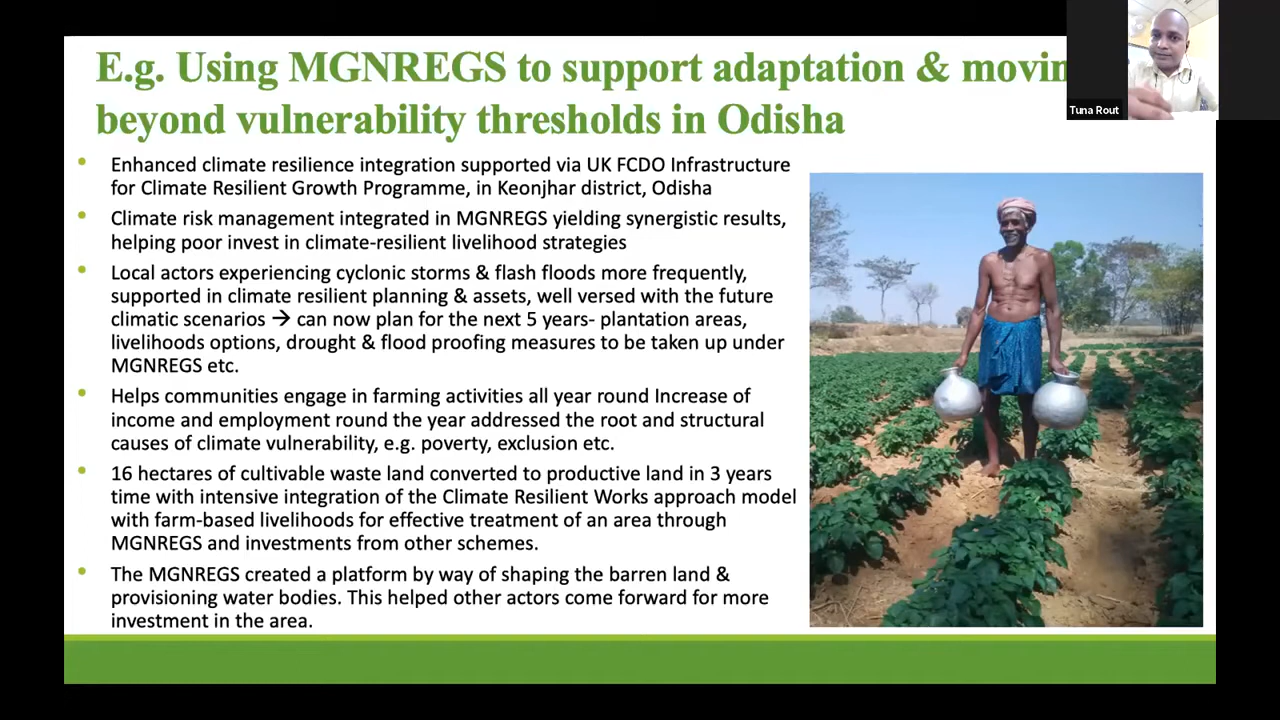 E.g. Using MGNREGS to support adaptation & movin
beyond vulnerability thresholds in Odisha
Tuna Rout
• Enhanced climate resilience integration supported via UK FCDO Infrastructure
for Climate Resilient Growth Programme, in Keonjhar district, Odisha
• Climate risk management integrated in MGNREGS yielding synergistic results,
helping poor invest in climate-resilient livelihood strategies
• Local actors experiencing cyclonic storms & flash floods more frequently,
supported in climate resilient planning & assets, well versed with the future
climatic scenarios → can now plan for the next 5 years- plantation areas,
livelihoods options, drought & flood proofing measures to be taken up under
MGNREGS etc.
• Helps communities engage in farming activities all year round Increase of
income and employment round the year addressed the root and structural
causes of climate vulnerability, e.g. poverty, exclusion etc.
• 16 hectares of cultivable waste land converted to productive land in 3 years
time with intensive integration of the Climate Resilient Works approach model
with farm-based livelihoods for effective treatment of an area through
MGNREGS and investments from other schemes.
• The MGNREGS created a platform by way of shaping the barren land &
provisioning water bodies. This helped other actors come forward for more
investment in the area.